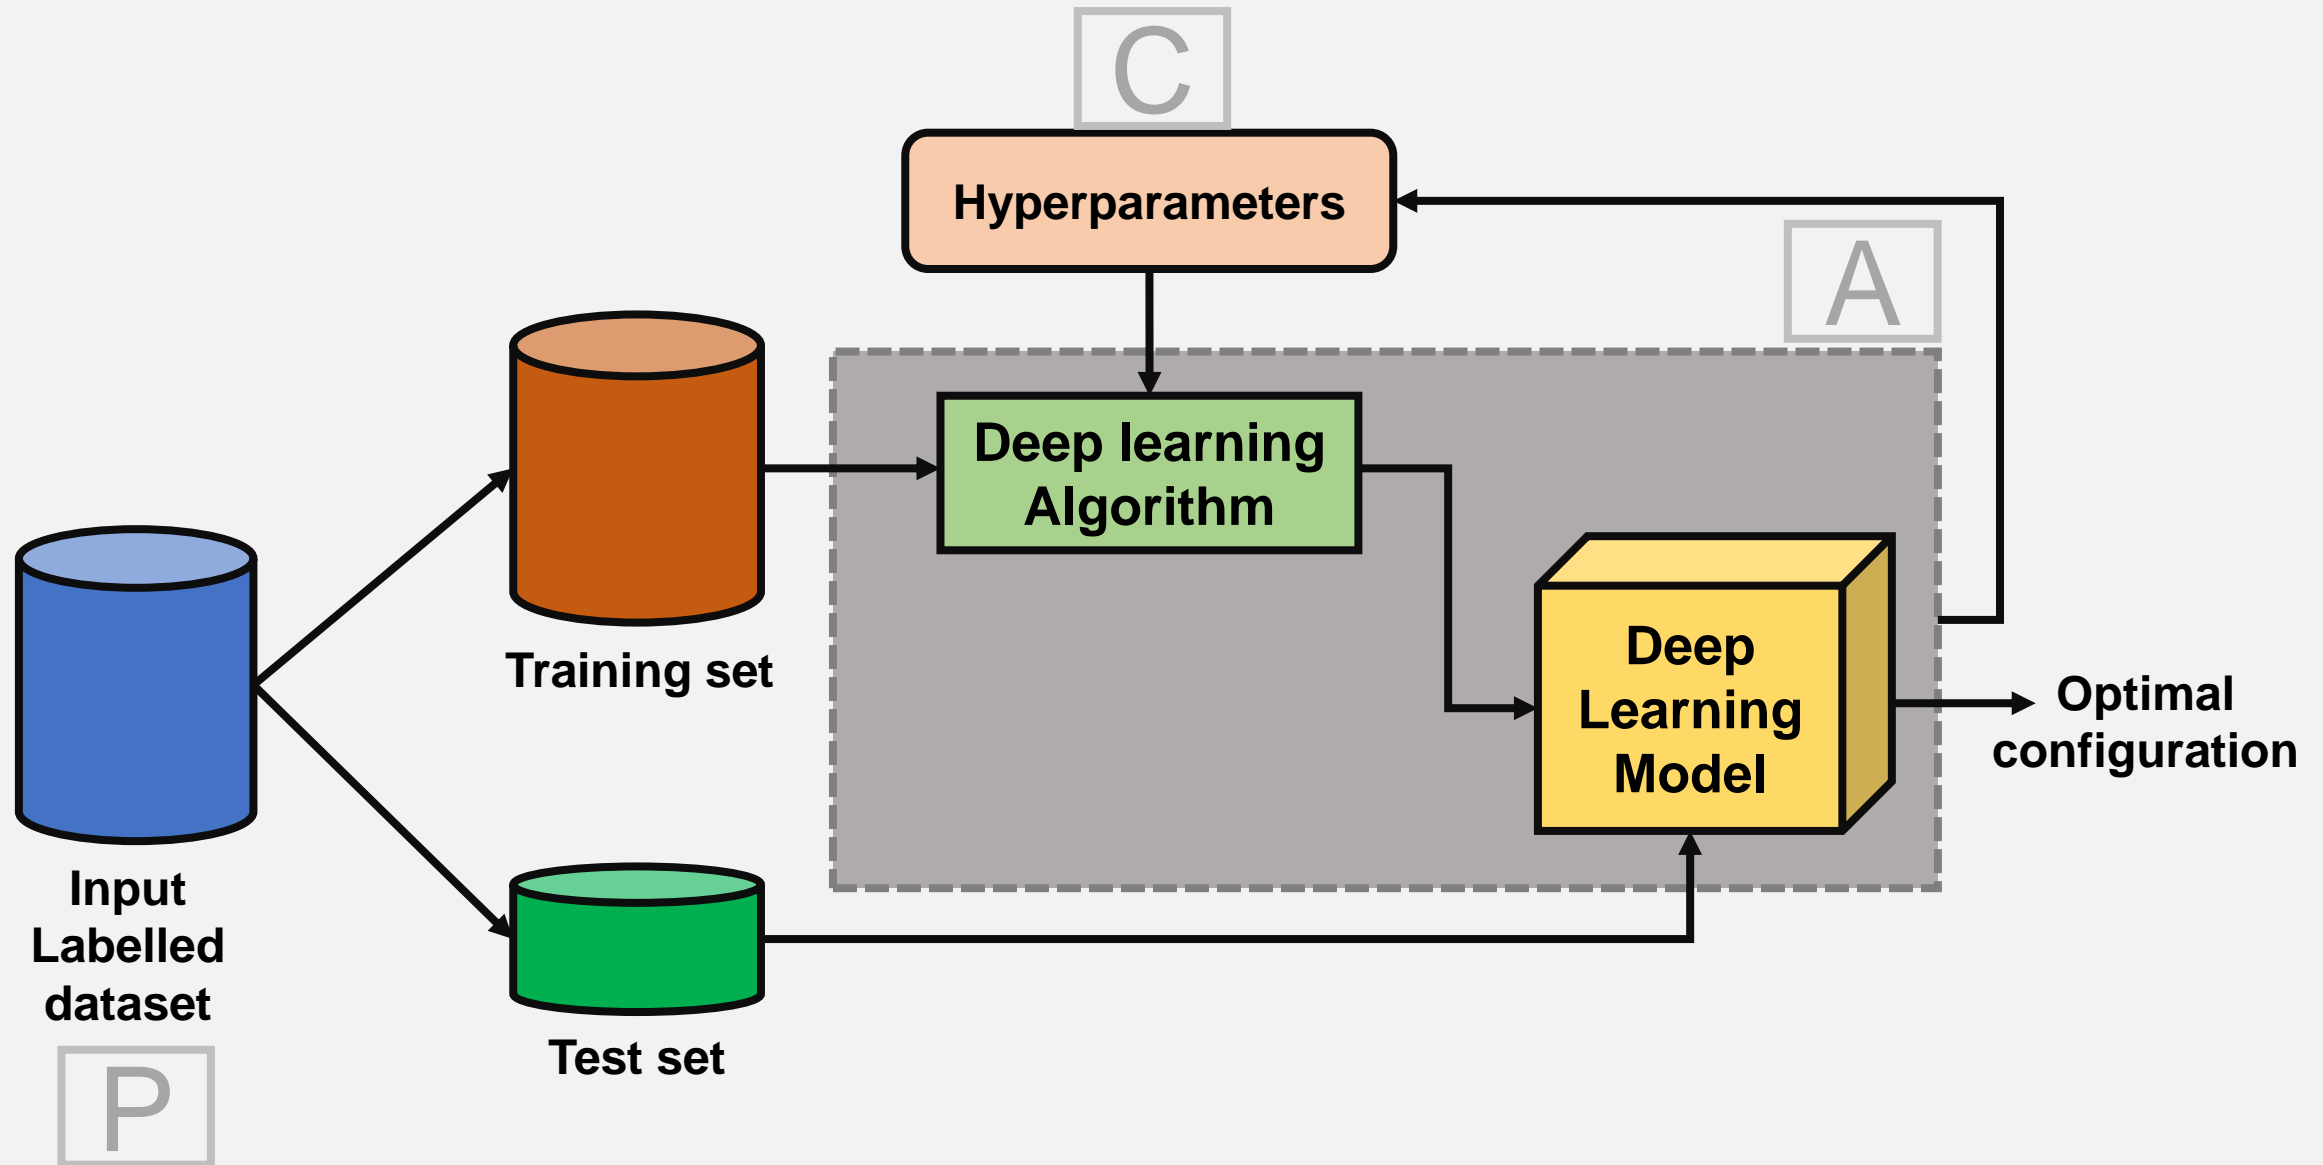 C
Hyperparameters
A
Deep learning
Algorithm
Training set
Deep
Learning
Model
Optimal
configuration
Input
Labelled
dataset
Test set
P